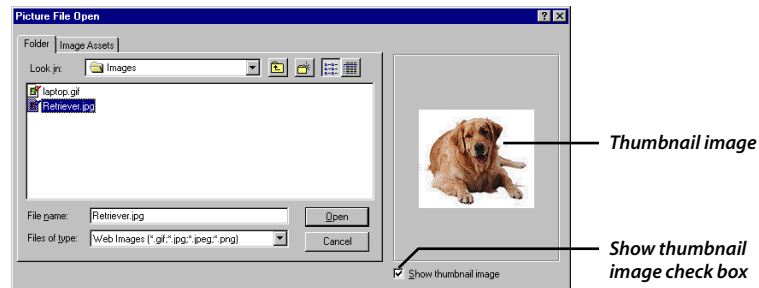 Picture File Open
Folder
Image Assets
Look in:
Images
laptop.gif
Retriever.jpg
File name:
Retriever.jpg
Open
Files of type:
Web Images (*.gif;*.jpg;*.jpeg;*.png)
Cancel
Thumbnail image
Show thumbnail
image check box
Show thumbnail image